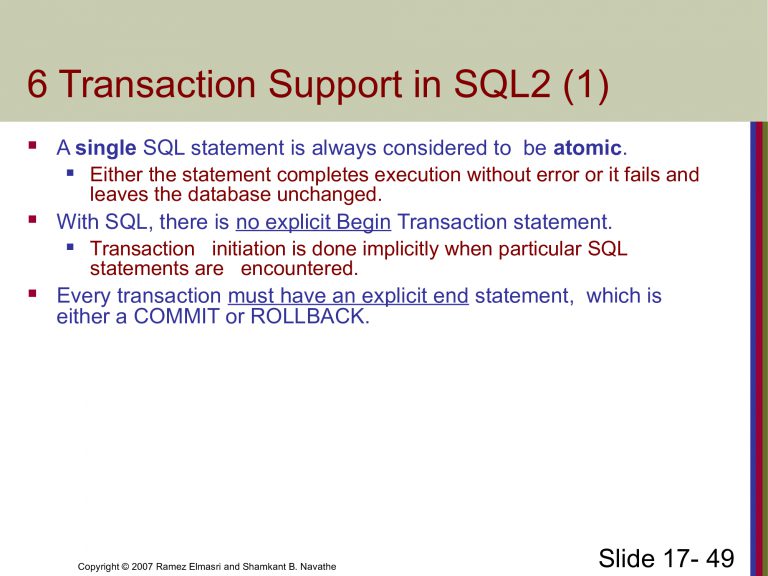 6 Transaction Support in SQL2 (1)
A single SQL statement is always considered to be atomic.
Either the statement completes execution without error or it fails and
leaves the database unchanged.
With SQL, there is no explicit Begin Transaction statement.
Transaction initiation is done implicitly when particular SQL
statements are encountered.
Every transaction must have an explicit end statement, which is
either a COMMIT or ROLLBACK.
Copyright © 2007 Ramez Elmasri and Shamkant B. Navathe
Slide 17- 49